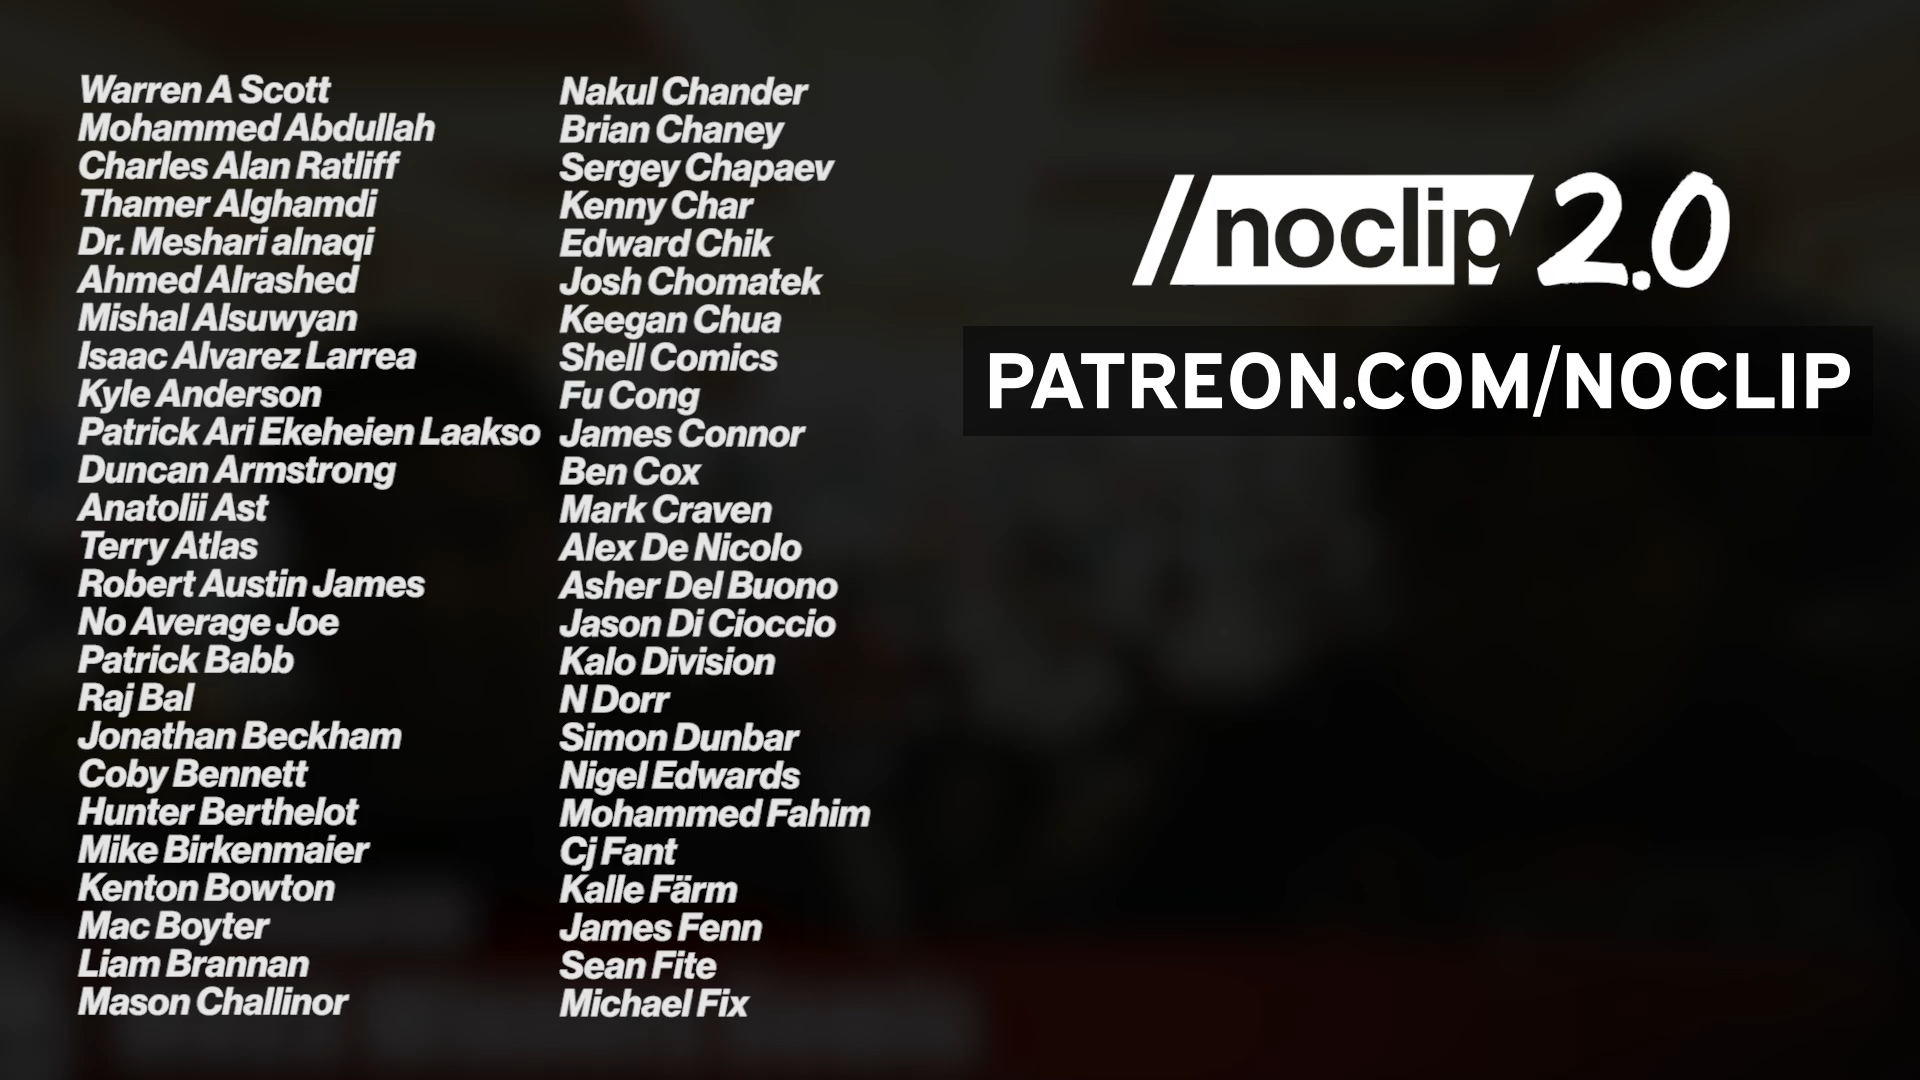 Warren A Scott
Mohammed Abdullah
Charles Alan Ratliff
Thamer Alghamdi
Dr. Meshari alnaqi
Ahmed Alrashed
Mishal Alsuwyan
Isaac Alvarez Larrea
Kyle Anderson
Patrick Ari Ekeheien Laakso
Duncan Armstrong
Anatolii Ast
Terry Atlas
Robert Austin James
No Average Joe
Patrick Babb
Raj Bal
Jonathan Beckham
Coby Bennett
Hunter Berthelot
Mike Birkenmaier
Kenton Bowton
Mac Boyter
Liam Brannan
Mason Challinor
Nakul Chander
Brian Chaney
Sergey Chapaev
Kenny Char
Edward Chik
Josh Chomatek
Keegan Chua
Shell Comics
Fu Cong
James Connor
Ben Cox
Mark Craven
Alex De Nicolo
Asher Del Buono
Jason Di Cioccio
Kalo Division
N Dorr
Simon Dunbar
Nigel Edwards
Mohammed Fahim
Cj Fant
Kalle Färm
James Fenn
Sean Fite
Michael Fix
//noclip 2.0
PATREON.COM/NOCLIP